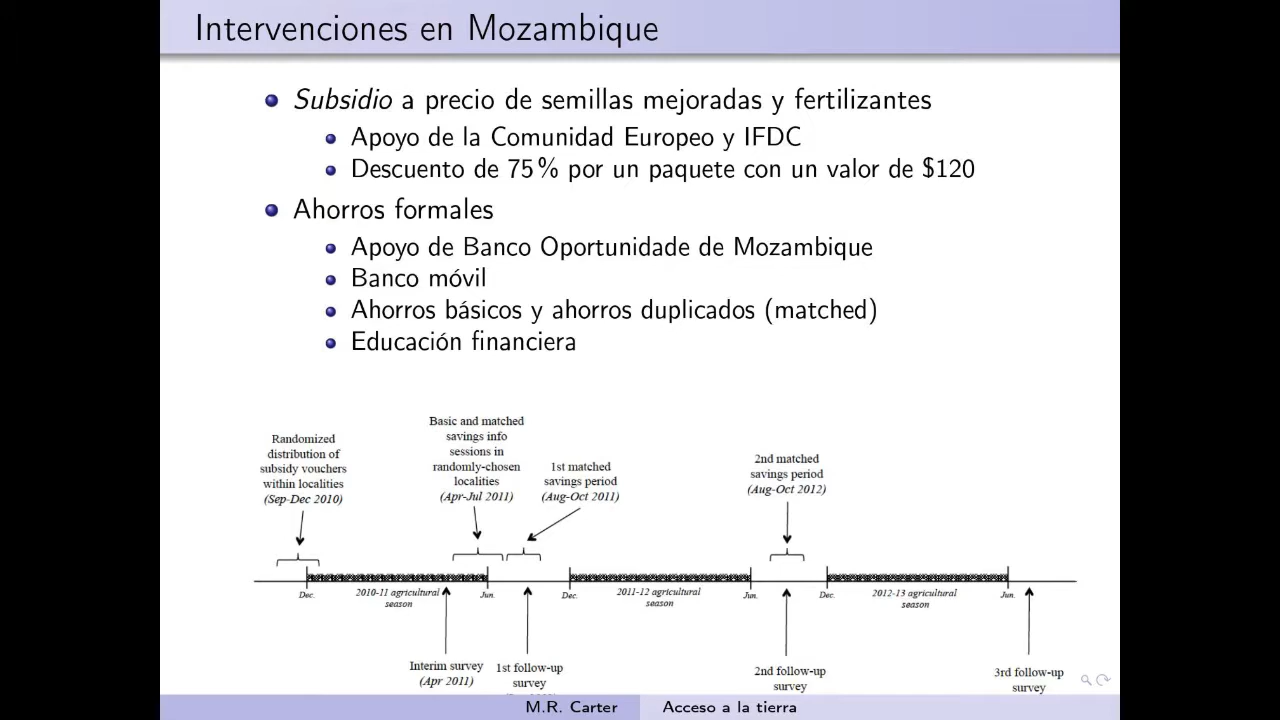 Intervenciones en Mozambique
Subsidio a precio de semillas mejoradas y fertilizantes
Apoyo de la Comunidad Europeo y IFDC
Descuento de 75% por un paquete con un valor de $120
Ahorros formales
Apoyo de Banco Oportunidade de Mozambique
Banco móvil
Ahorros básicos y ahorros duplicados (matched)
Educación financiera
Randomized
distribution of
subsidy vouchers
within localities
(Sep-Dec 2010)
Basic and matched
savings info
sessions in
randomly-chosen
localities
(Apr-Jul 2011)
1st matched
savings period
(Aug-Oct 2011)
2nd matched
savings period
(Aug-Oct 2012)
Dec.
2010-11 agricultural
season
Jun.
Dec.
2011-12 agricultural
season
Jun.
Dec.
2012-13 agricultural
season
Jun.
Interim survey
(Apr 2011)
1st follow-up
survey
2nd follow-up
survey
3rd follow-up
survey
M.R. Carter
Acceso a la tierra